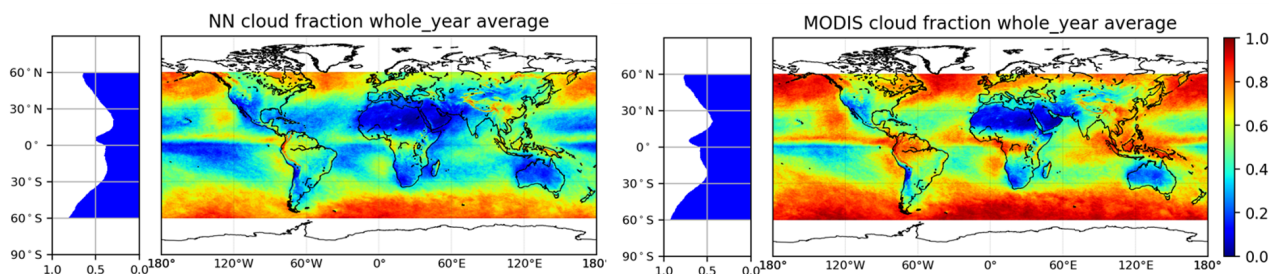 NN cloud fraction whole_year average
MODIS cloud fraction whole_year average
60°N
30°N
0°
30°S
60°S
90°S
1.0 0.5 0.0
180° 120°W 60°W 0° 60°E 120°E 180°
60°N
30°N
0°
30°S
60°S
90°S
1.0 0.5 0.0
180° 120°W 60°W 0° 60°E 120°E 180°
1.0
0.8
0.6
0.4
0.2
0.0